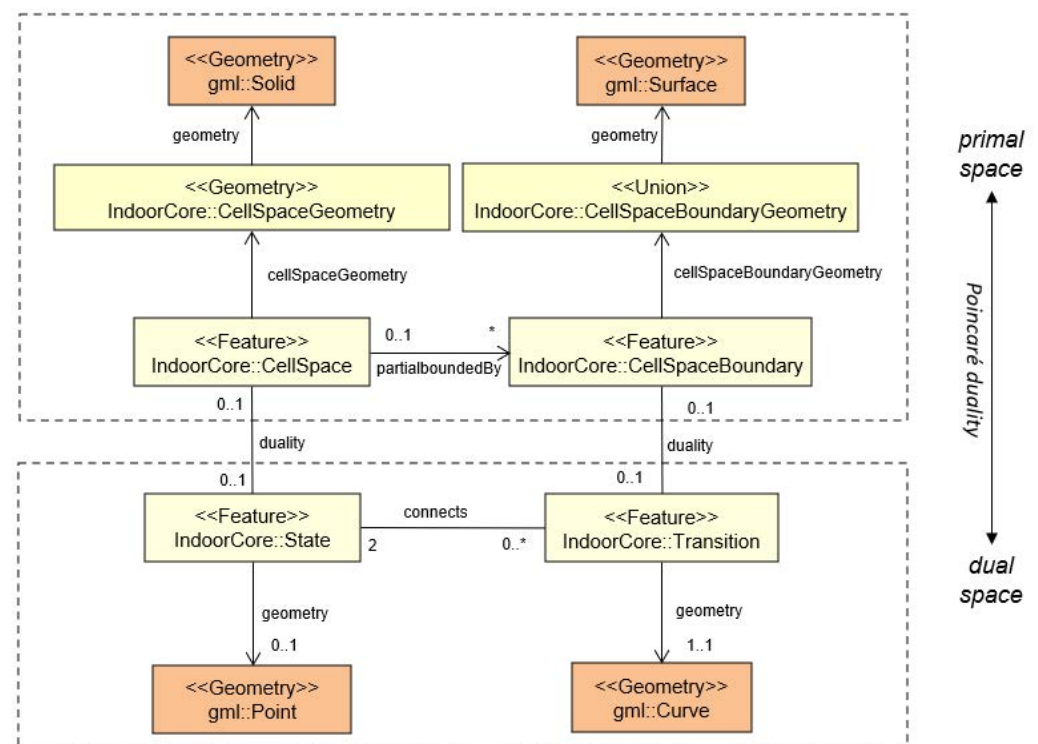 <<Geometry>>
gml::Solid
<<Geometry>>
gml::Surface
geometry
geometry
primal
space
<<Geometry>>
IndoorCore::CellSpaceGeometry
<<Union>>
IndoorCore::CellSpaceBoundaryGeometry
cellSpaceGeometry
cellSpaceBoundaryGeometry
Poincaré duality
<<Feature>>
IndoorCore::CellSpace
0..1
*
partialboundedBy
<<Feature>>
IndoorCore::CellSpaceBoundary
0..1
0..1
duality
duality
0..1
0..1
<<Feature>>
IndoorCore::State
connects
2
0..*
<<Feature>>
IndoorCore::Transition
dual
space
geometry
geometry
0..1
1..1
<<Geometry>>
gml::Point
<<Geometry>>
gml::Curve